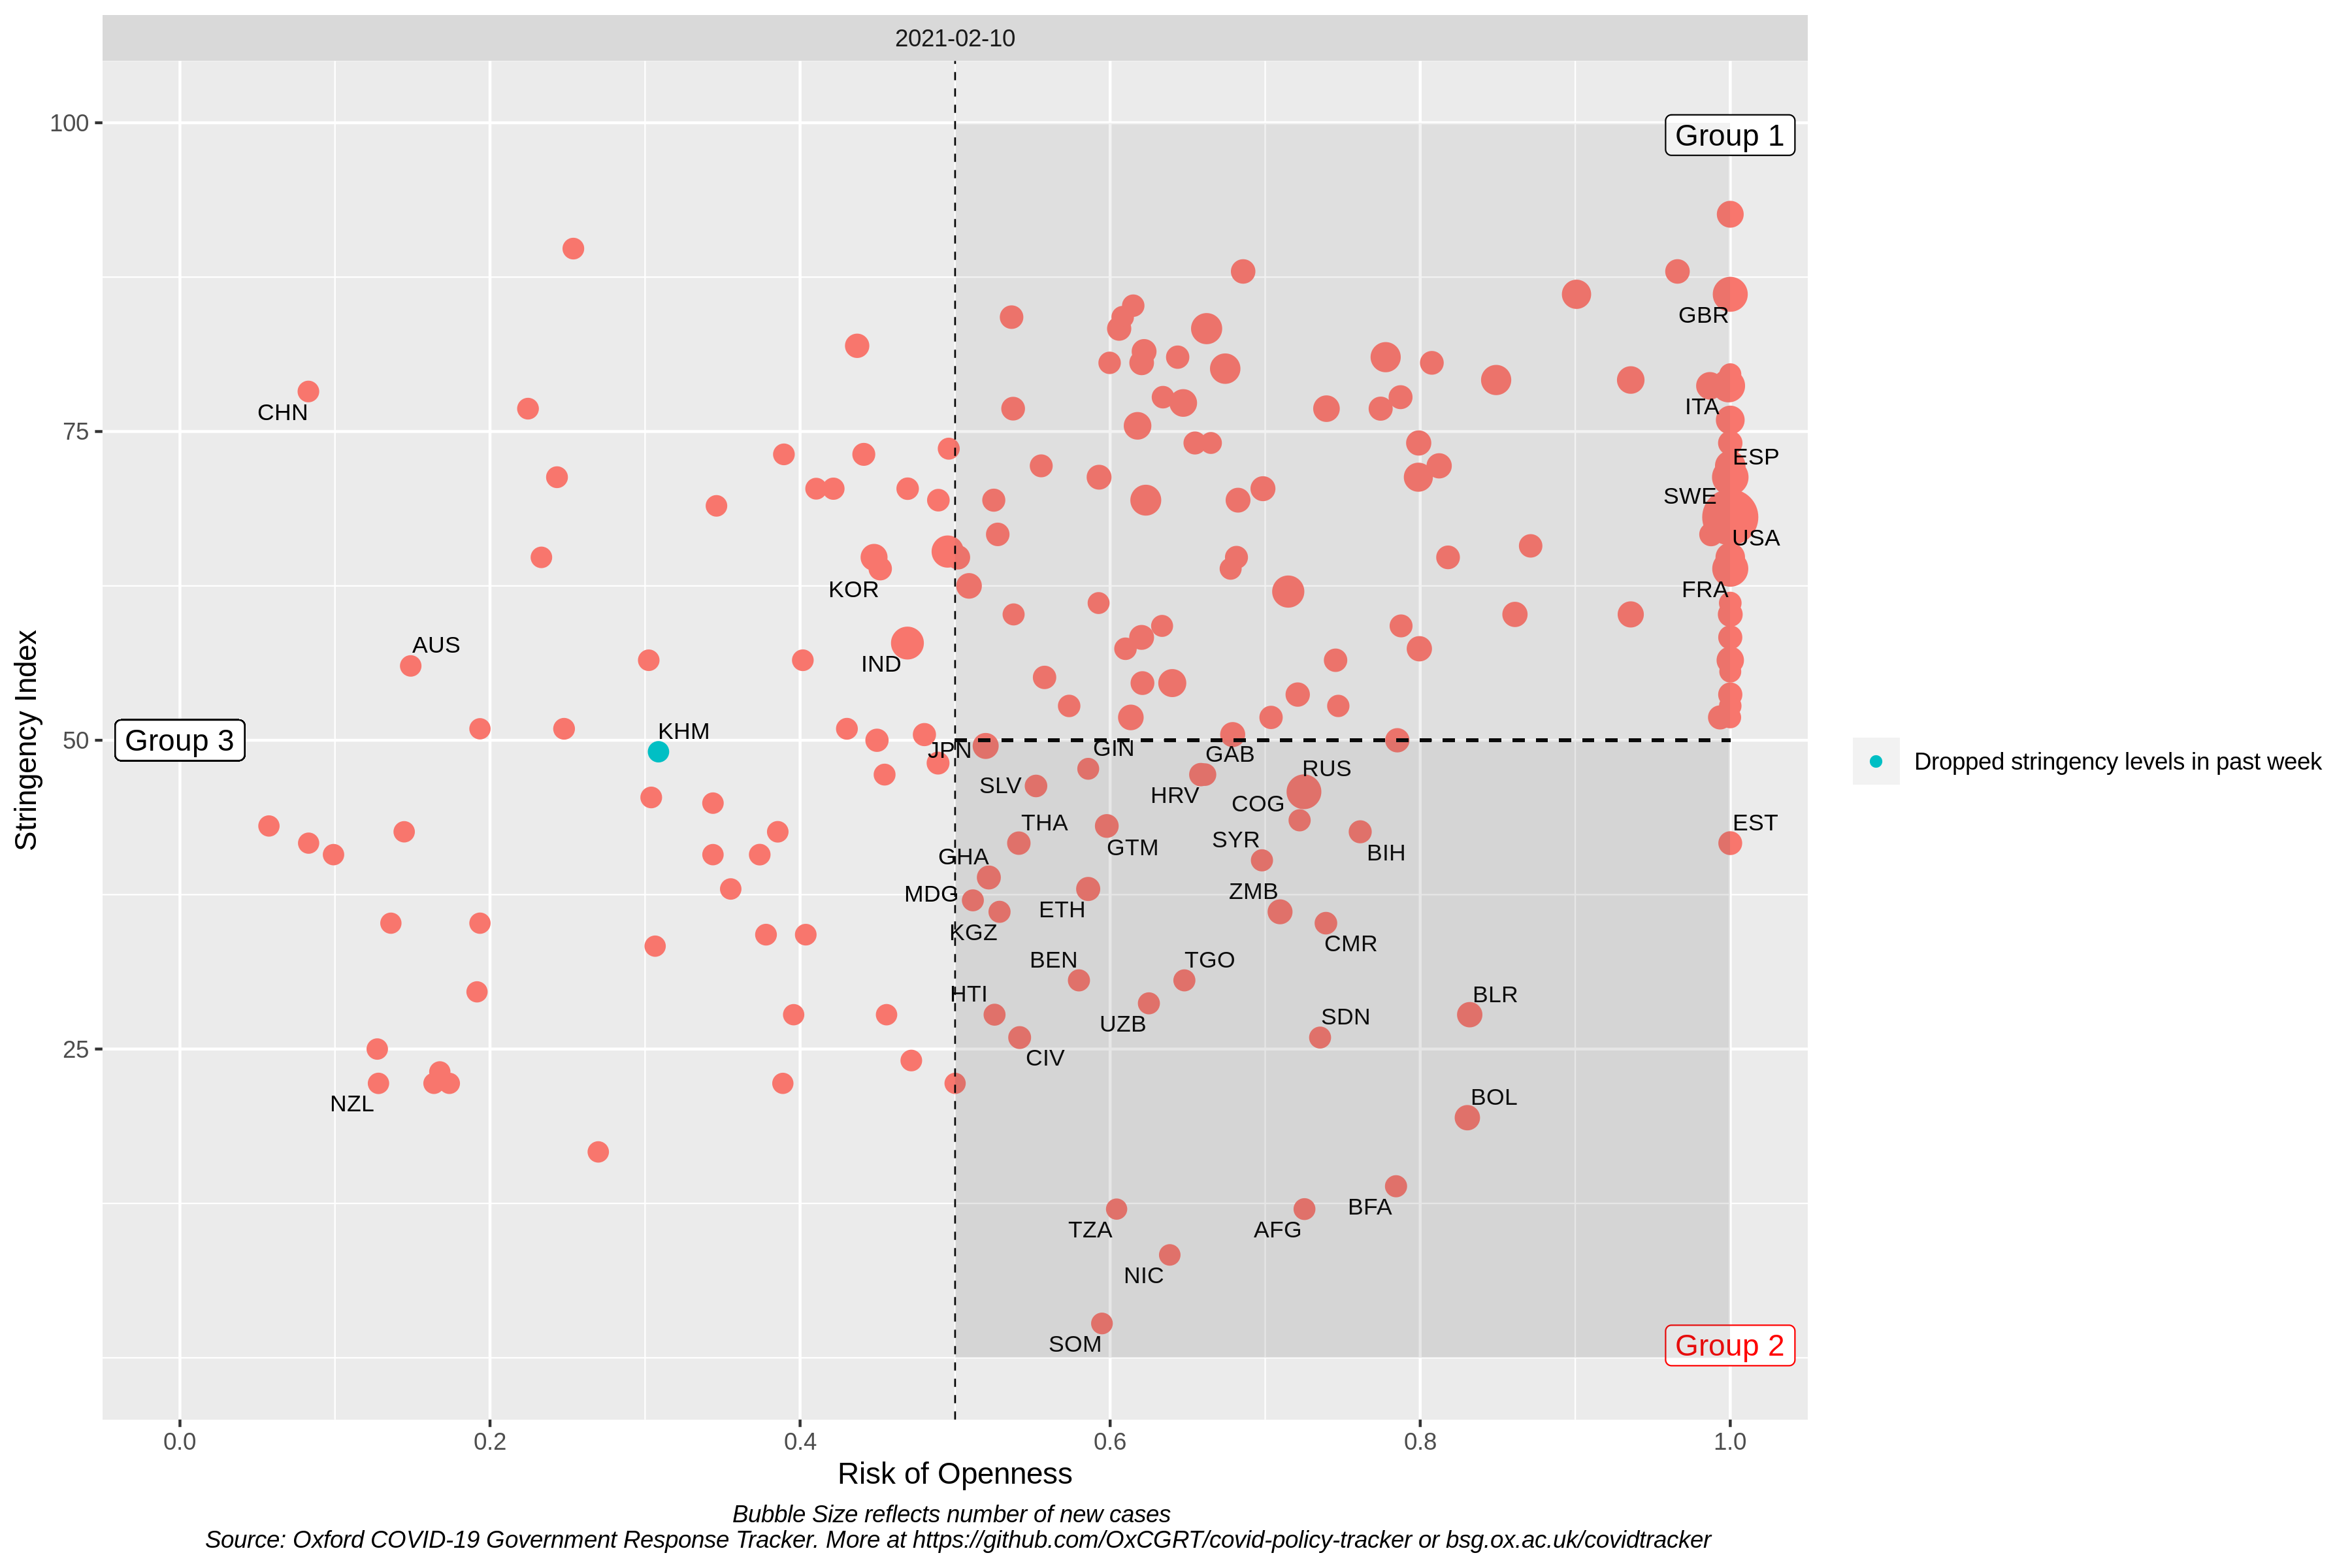 2021-02-10
100
Group 1
GBR
CHN
ITA
75
ESP
SWE
USA
KOR
FRA
AUS
IND
KHM
Group 3
50
JPN
GIN
GAB
RUS
Dropped stringency levels in past week
SLV
HRV
COG
THA
EST
GTM
SYR
BIH
GHA
MDG
ETH
ZMB
KGZ
CMR
BEN
TGO
HTI
BLR
UZB
SDN
25
CIV
NZL
BOL
BFA
TZA
AFG
NIC
SOM
Group 2
Stringency Index
0.0
0.2
0.4
0.6
0.8
1.0
Risk of Openness
Bubble Size reflects number of new cases
Source: Oxford COVID-19 Government Response Tracker. More at https://github.com/OxCGRT/covid-policy-tracker or bsg.ox.ac.uk/covidtracker